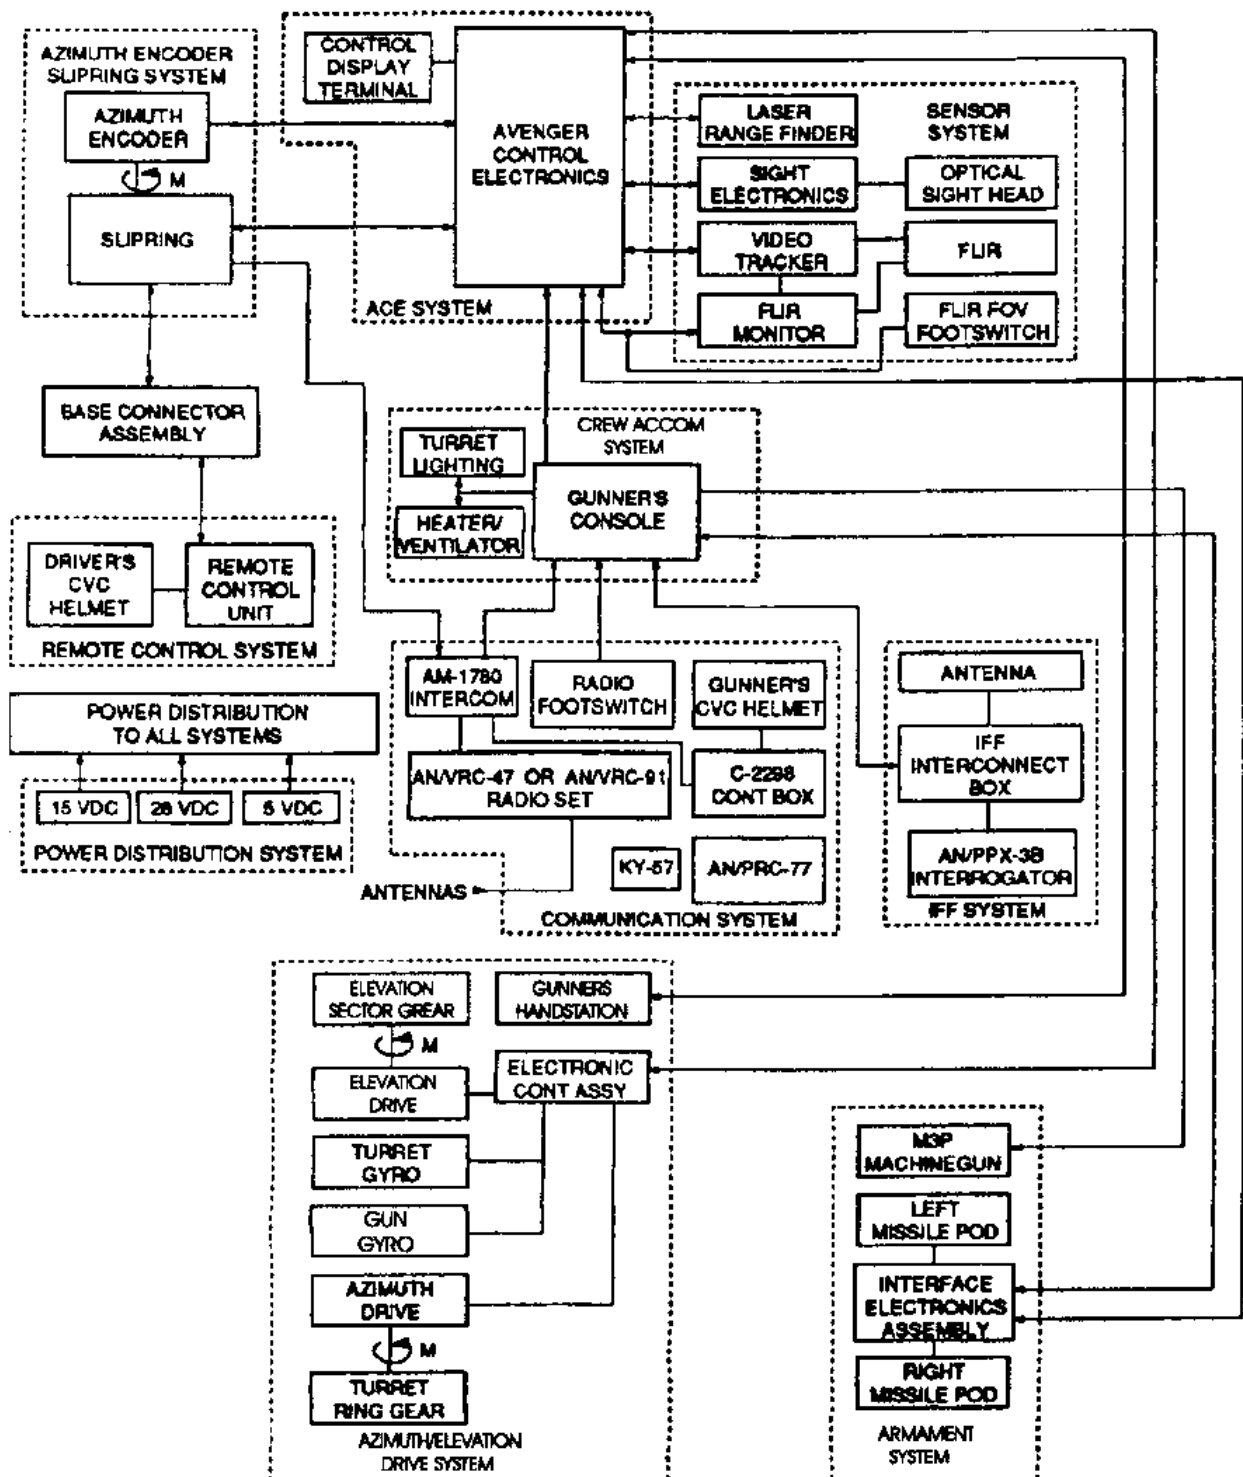 AZIMUTH ENCODER
SLIPRING SYSTEM
AZIMUTH
ENCODER
M
SLIPRING
CONTROL
DISPLAY
TERMINAL
AVENGER
CONTROL
ELECTRONICS
ACE SYSTEM
LASER
RANGE FINDER
SENSOR
SYSTEM
SIGHT
ELECTRONICS
OPTICAL
SIGHT HEAD
VIDEO
TRACKER
FLIR
FLIR
MONITOR
FLIR FOV
FOOTSWITCH
BASE CONNECTOR
ASSEMBLY
DRIVER'S
CVC
HELMET
REMOTE
CONTROL
UNIT
REMOTE CONTROL SYSTEM
CREW ACCOM
SYSTEM
TURRET
LIGHTING
GUNNER'S
CONSOLE
HEATER/
VENTILATOR
POWER DISTRIBUTION
TO ALL SYSTEMS
15 VDC
28 VDC
5 VDC
POWER DISTRIBUTION SYSTEM
AM-1780
INTERCOM
RADIO
FOOTSWITCH
GUNNER'S
CVC HELMET
AN/VRC-47 OR AN/VRC-91
RADIO SET
C-2298
CONT BOX
KY-57
AN/PRC-77
ANTENNAS
COMMUNICATION SYSTEM
ANTENNA
IFF
INTERCONNECT
BOX
AN/PPX-3B
INTERROGATOR
IFF SYSTEM
ELEVATION
SECTOR GREAR
GUNNERS
HANDSTATION
M
ELEVATION
DRIVE
ELECTRONIC
CONT ASSY
TURRET
GYRO
GUN
GYRO
AZIMUTH
DRIVE
M
TURRET
RING GEAR
AZIMUTH/ELEVATION
DRIVE SYSTEM
M3P
MACHINEGUN
LEFT
MISSILE POD
INTERFACE
ELECTRONICS
ASSEMBLY
RIGHT
MISSILE POD
ARMAMENT
SYSTEM